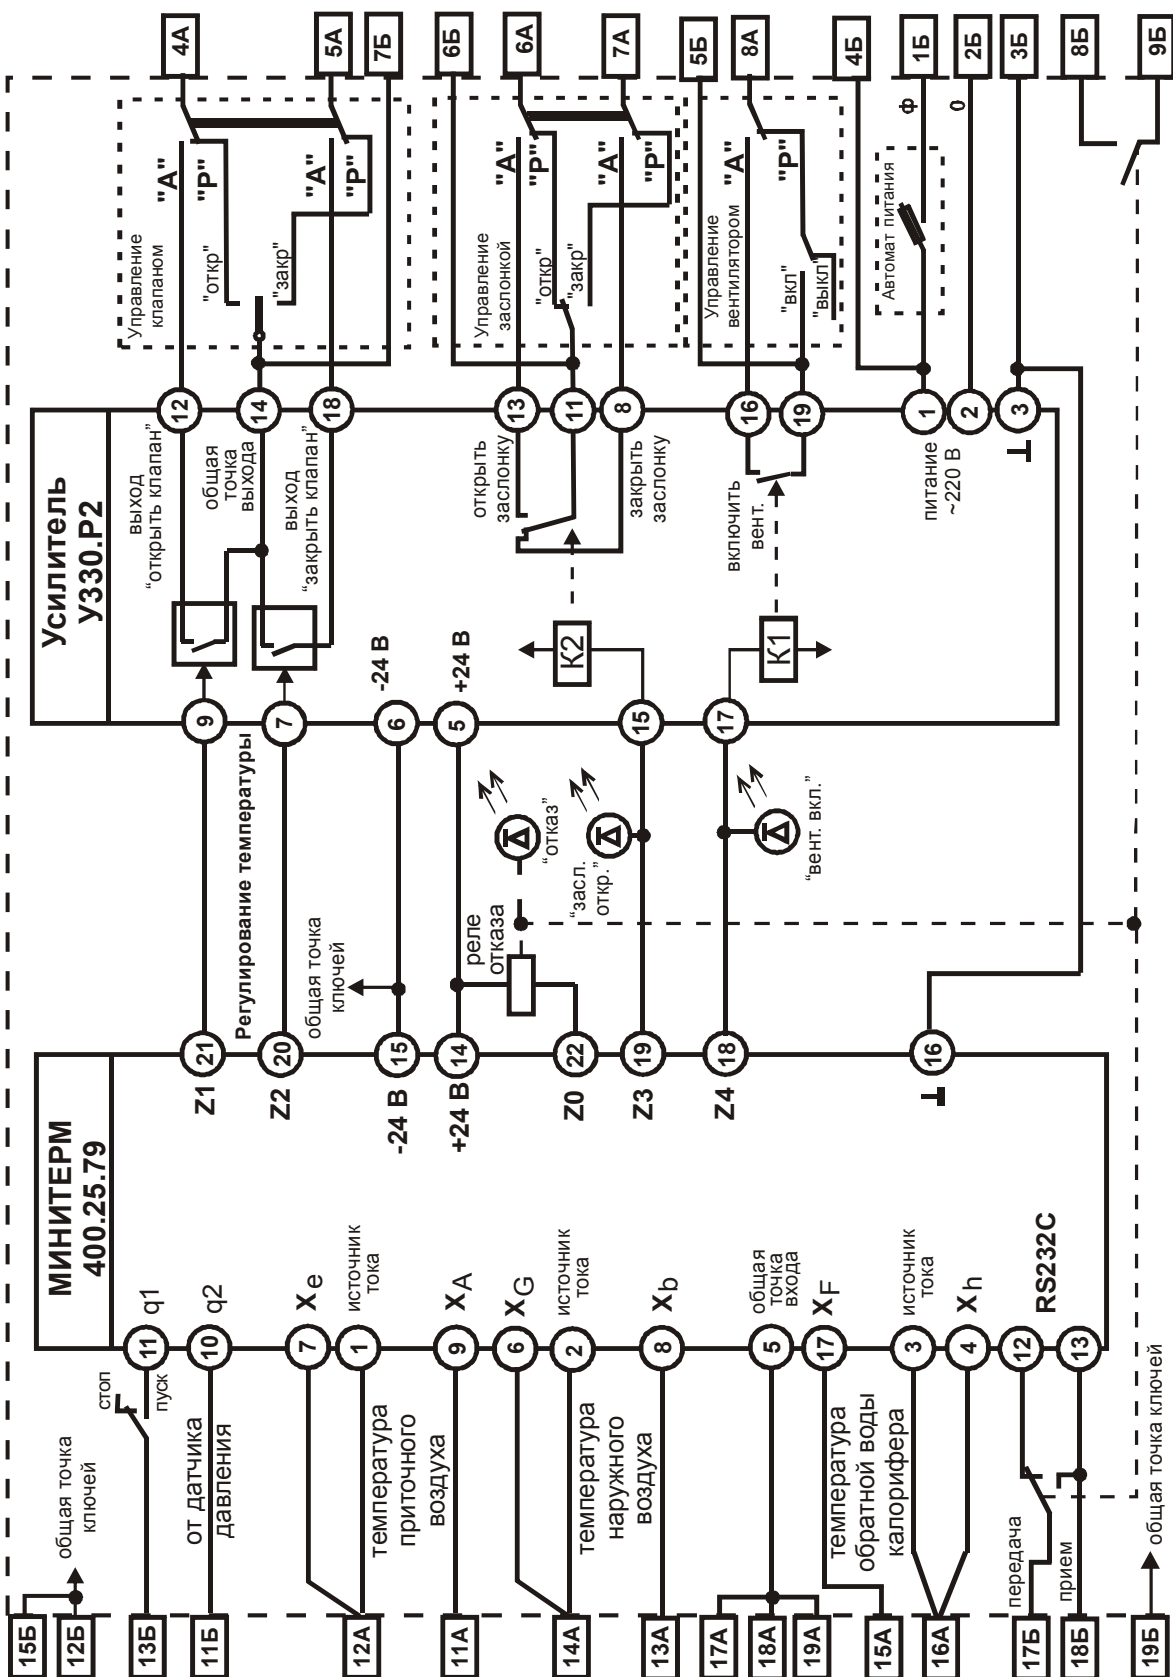 4А
5А
7Б
6Б
6А
7А
5Б
8А
4Б
1Б
2Б
3Б
8Б
9Б
Управление
клапаном
"А"
"Р"
"откр"
"закр"
"А"
"Р"
Управление
заслонкой
"А"
"Р"
"откр"
"закр"
"А"
"Р"
Управление
вентилятором
"А"
"Р"
"вкл"
"выкл"
Автомат питания
Ф
0
12
14
18
13
11
8
16
19
1
2
3
Усилитель
У330.Р2
выход
“открыть клапан”
общая
точка
выхода
выход
“закрыть клапан”
открыть
заслонку
закрыть
заслонку
включить
вент.
питание
~220 В
К2
К1
-24 В
+24 В
9
7
6
5
15
17
Регулирование температуры
общая точка
ключей
реле
отказа
“отказ”
“засл.
откр.”
“вент. вкл.”
21
20
15
14
22
19
18
16
МИНИТЕРМ
400.25.79
Z1
Z2
-24 В
+24 В
Z0
Z3
Z4
q1
q2
Xe
источник
тока
XA
XG
источник
тока
Xb
общая
точка
входа
XF
источник
тока
Xh
RS232C
11
10
7
1
9
6
2
8
5
17
3
4
12
13
стоп
пуск
общая точка
ключей
от датчика
давления
температура
приточного
воздуха
температура
наружного
воздуха
температура
обратной воды
калорифера
передача
прием
общая точка ключей
15Б
12Б
13Б
11Б
12А
11А
14А
13А
17А
18А
19А
15А
16А
17Б
18Б
19Б